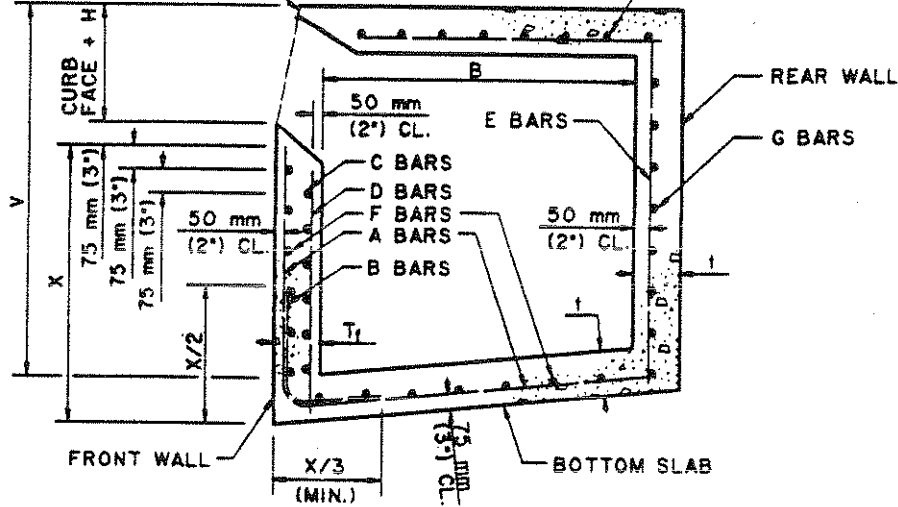 CURB
FACE + H
B
REAR WALL
50 mm
(2") CL.
E BARS
G BARS
C BARS
D BARS
F BARS
A BARS
B BARS
V
X
75 mm (3")
75 mm (3")
75 mm (3")
50 mm
(2") CL.
50 mm
(2") CL.
t
t
T1
X/2
FRONT WALL
X/3
(MIN.)
75 mm
(3") CL.
BOTTOM SLAB